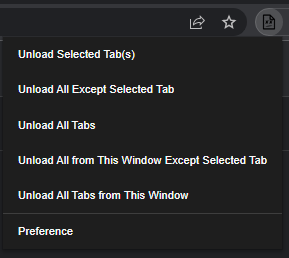 Unload Selected Tab(s)
Unload All Except Selected Tab
Unload All Tabs
Unload All from This Window Except Selected Tab
Unload All Tabs from This Window
Preference